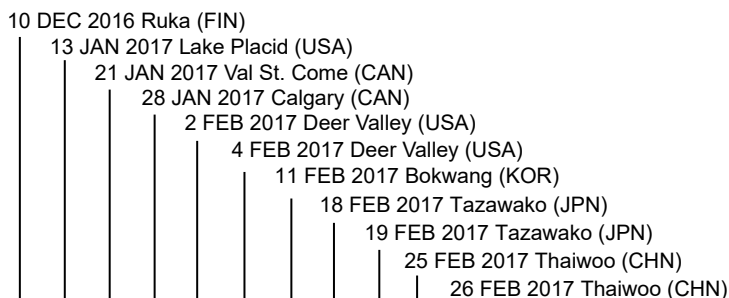 10 DEC 2016 Ruka (FIN)
13 JAN 2017 Lake Placid (USA)
21 JAN 2017 Val St. Come (CAN)
28 JAN 2017 Calgary (CAN)
2 FEB 2017 Deer Valley (USA)
4 FEB 2017 Deer Valley (USA)
11 FEB 2017 Bokwang (KOR)
18 FEB 2017 Tazawako (JPN)
19 FEB 2017 Tazawako (JPN)
25 FEB 2017 Thaiwoo (CHN)
26 FEB 2017 Thaiwoo (CHN)